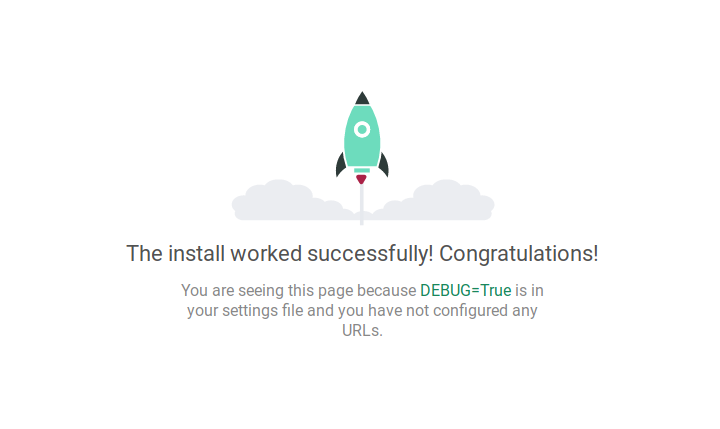 The install worked successfully! Congratulations!
You are seeing this page because DEBUG=True is in
your settings file and you have not configured any
URLs.